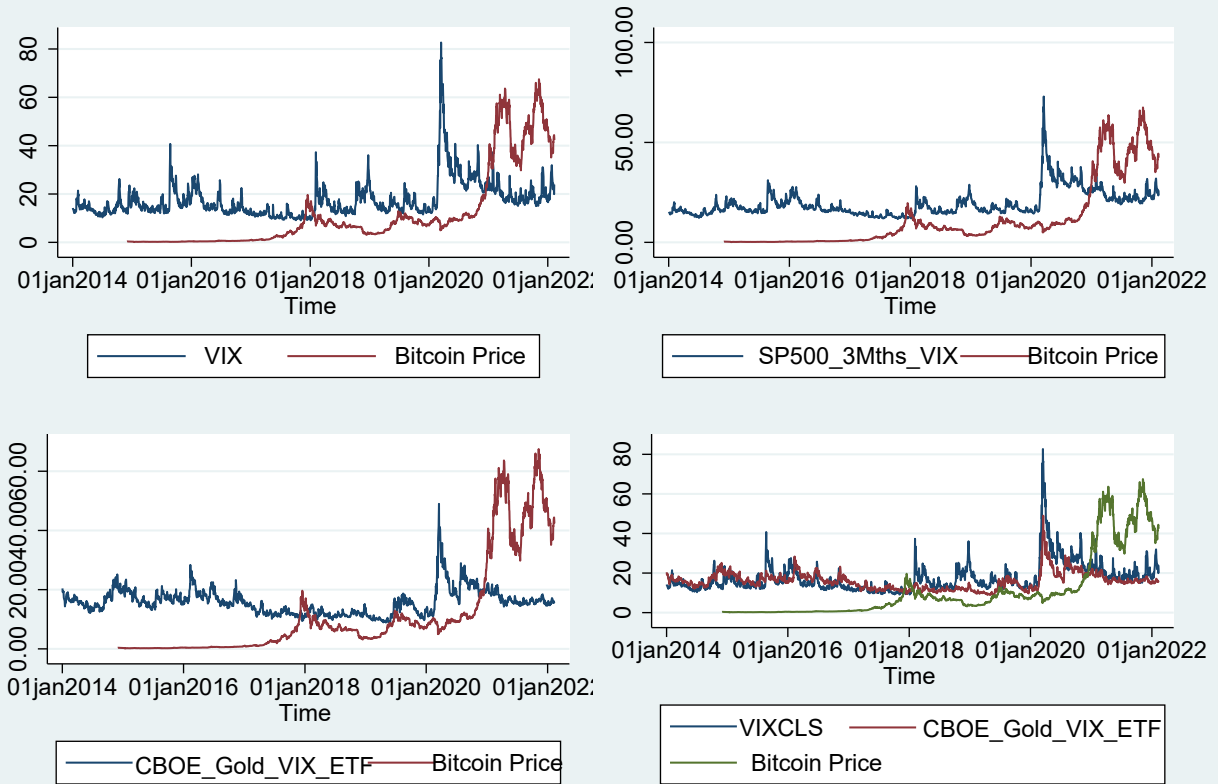 80
60
40
20
0
01jan2014 01jan2016 01jan2018 01jan2020 01jan2022
Time
VIX Bitcoin Price
100.00
50.00
0.00
01jan2014 01jan2016 01jan2018 01jan2020 01jan2022
Time
SP500_3Mths_VIX Bitcoin Price
60.00
40.00
20.00
0.00
01jan2014 01jan2016 01jan2018 01jan2020 01jan2022
Time
CBOE_Gold_VIX_ETF Bitcoin Price
80
60
40
20
0
01jan2014 01jan2016 01jan2018 01jan2020 01jan2022
Time
VIXCLS CBOE_Gold_VIX_ETF
Bitcoin Price